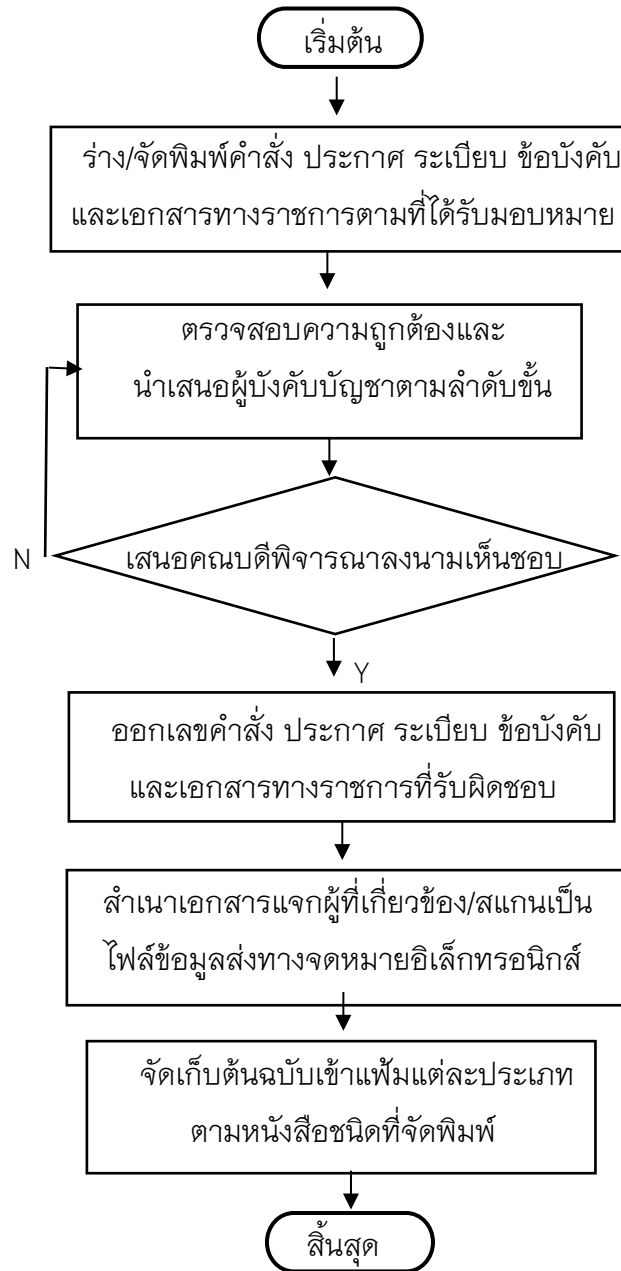 เริ่มต้น
ร่าง/จัดพิมพ์คำสั่ง ประกาศ ระเบียบ ข้อบังคับ
และเอกสารทางราชการตามที่ได้รับมอบหมาย
ตรวจสอบความถูกต้องและ
นำเสนอผู้บังคับบัญชาตามลำดับขั้น
N
เสนอคณบดีพิจารณาลงนามเห็นชอบ
Y
ออกเลขคำสั่ง ประกาศ ระเบียบ ข้อบังคับ
และเอกสารทางราชการที่รับผิดชอบ
สำเนาเอกสารแจกผู้ที่เกี่ยวข้อง/สแกนเป็น
ไฟล์ข้อมูลส่งทางจดหมายอิเล็กทรอนิกส์
จัดเก็บต้นฉบับเข้าแฟ้มแต่ละประเภท
ตามหนังสือชนิดที่จัดพิมพ์
สิ้นสุด